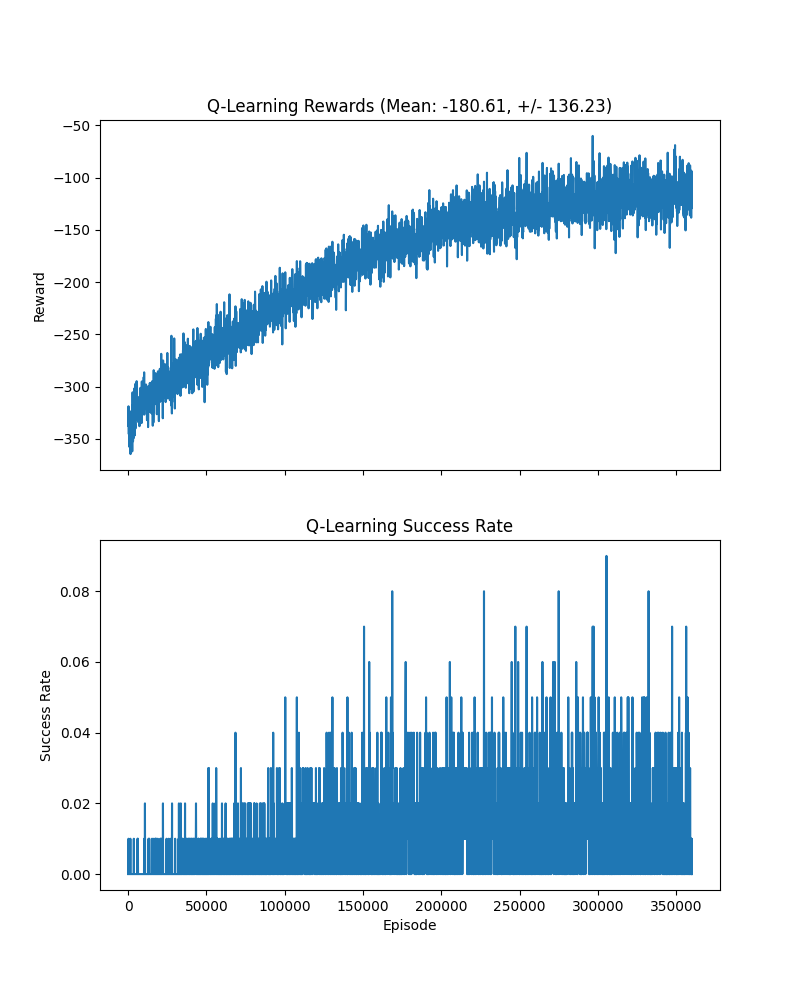 Q-Learning Rewards (Mean: -180.61, +/- 136.23)
−50
−100
−150
−200
−250
−300
−350
Reward
Q-Learning Success Rate
0.08
0.06
0.04
0.02
0.00
Success Rate
0 50000 100000 150000 200000 250000 300000 350000
Episode